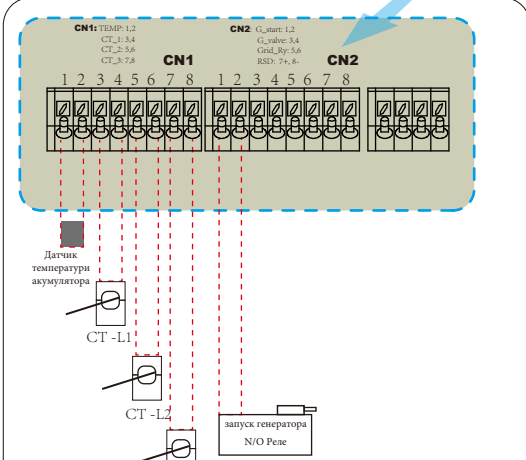 CN1: TEMP: 1,2
CT_1: 3,4
CT_2: 5,6
CT_3: 7,8
CN1
CN2: G_start: 1,2
G_valve: 3,4
Grid_Ry: 5,6
RSD: 7+, 8-
CN2
1 2 3 4 5 6 7 8
1 2 3 4 5 6 7 8
Датчик
температури
акумулятора
CT -L1
CT -L2
запуск генератора
N/O Реле